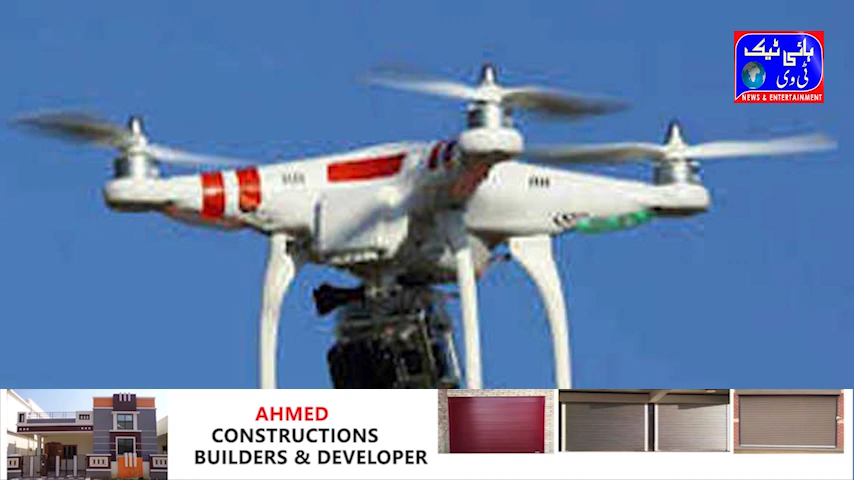 ہائی ٹیک
ٹی وی
NEWS & ENTERTAINMENT
AHMED
CONSTRUCTIONS
BUILDERS & DEVELOPER